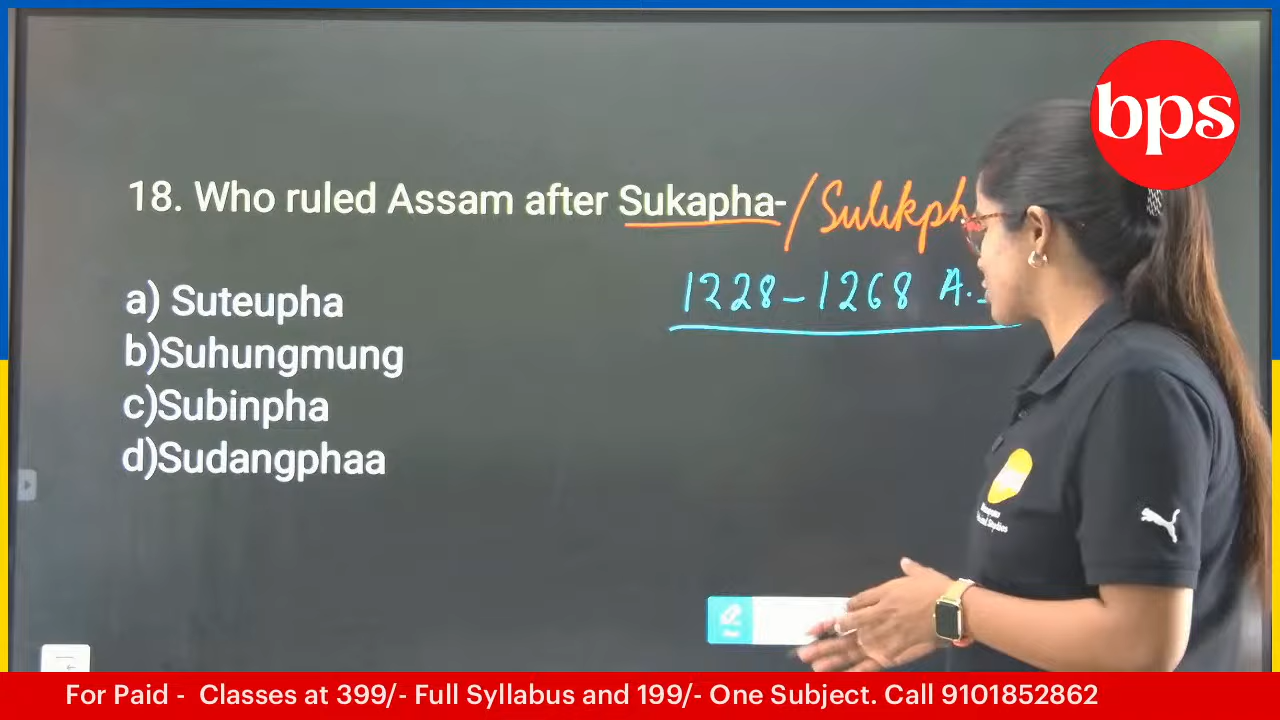 bps
18. Who ruled Assam after Sukapha- /
1228-1268 A.
a) Suteupha
b)Suhungmung
c)Subinpha
d)Sudangphaa
For Paid - Classes at 399/- Full Syllabus and 199/- One Subject. Call 9101852862